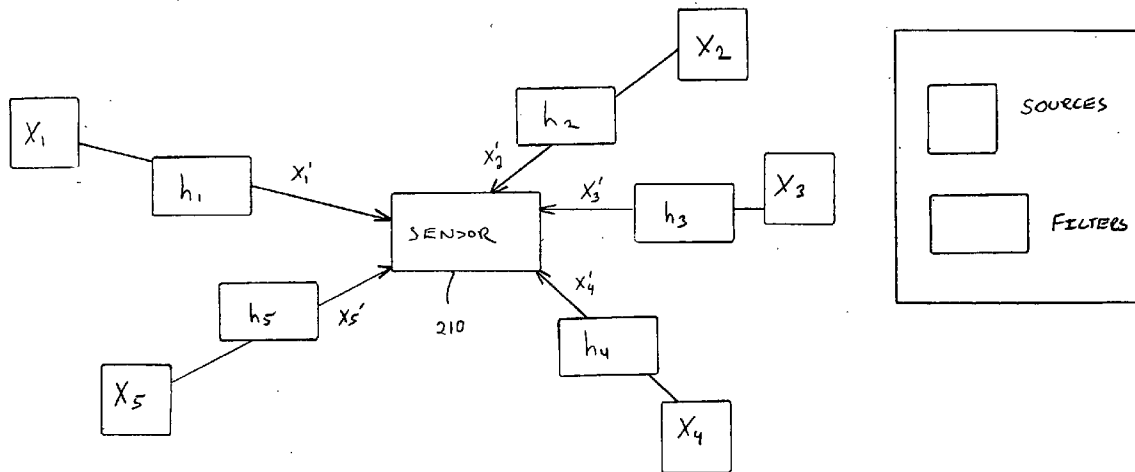 X₂
X₁
h₂
SOURCES
h₁
X₁'
X₂'
X₃'
h₃
X₃
SENSOR
FILTERS
h₅
X₅'
210
X₄'
h₄
X₅
X₄